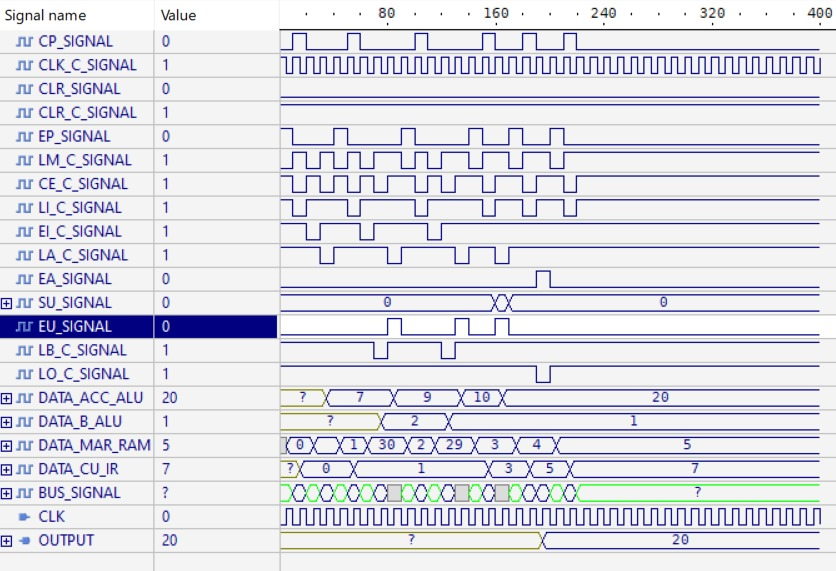 Signal name Value 80 160 240 320 400
CP_SIGNAL 0
CLK_C_SIGNAL 1
CLR_SIGNAL 0
CLR_C_SIGNAL 1
EP_SIGNAL 0
LM_C_SIGNAL 1
CE_C_SIGNAL 1
LI_C_SIGNAL 1
EI_C_SIGNAL 1
LA_C_SIGNAL 1
EA_SIGNAL 0
SU_SIGNAL 0 0 0
EU_SIGNAL 0
LB_C_SIGNAL 1
LO_C_SIGNAL 1
DATA_ACC_ALU 20 ? 7 9 10 20
DATA_B_ALU 1 ? 2 1
DATA_MAR_RAM 5 0 1 30 2 29 3 4 5
DATA_CU_IR 7 ? 0 1 3 5 7
BUS_SIGNAL ? ?
CLK 0
OUTPUT 20 ? 20